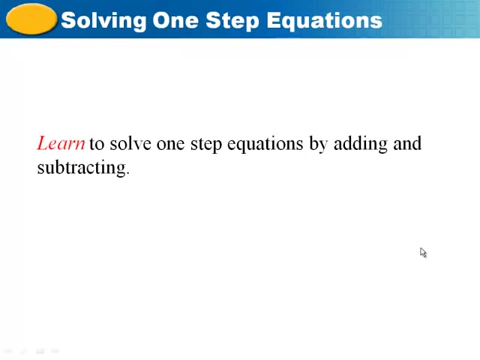 Solving One Step Equations
Learn to solve one step equations by adding and
subtracting.